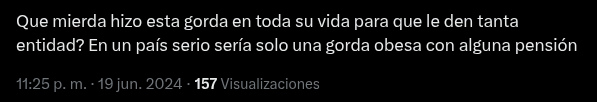 Que mierda hizo esta gorda en toda su vida para que le den tanta
entidad? En un país serio sería solo una gorda obesa con alguna pensión
11:25 p. m. · 19 jun. 2024 · 157 Visualizaciones